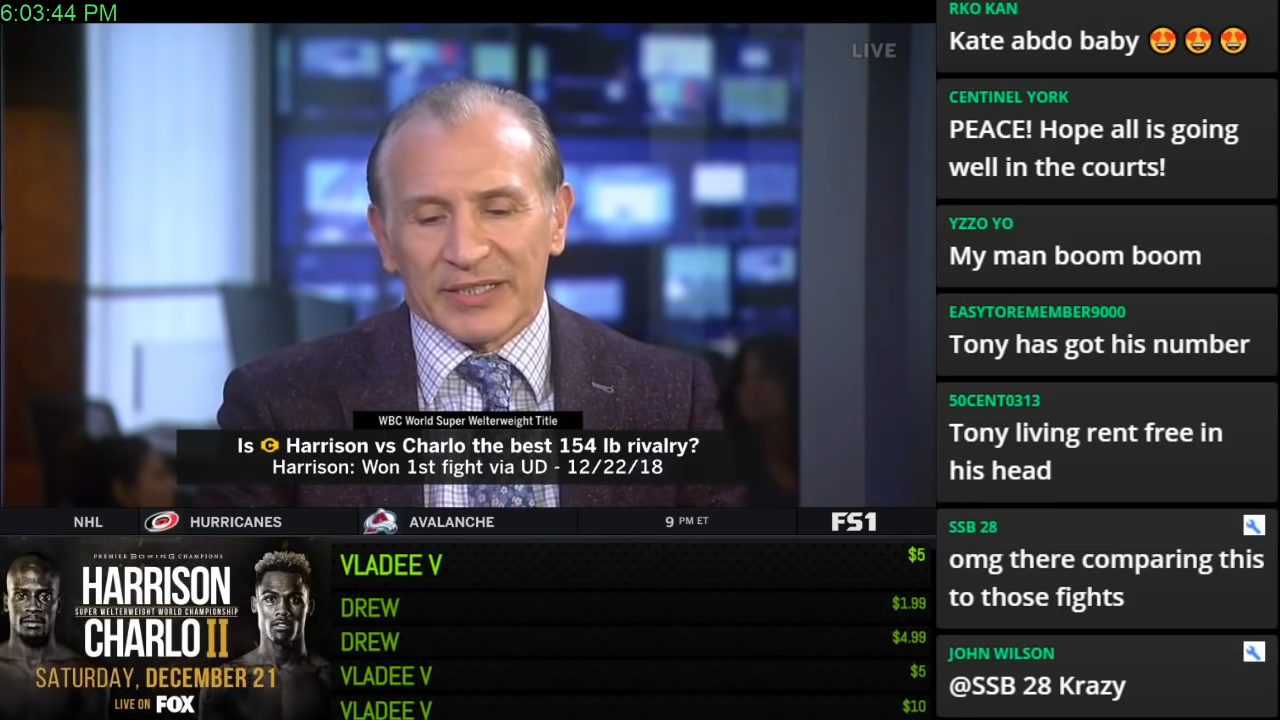 6:03:44 PM
LIVE
WBC World Super Welterweight Title
Is C Harrison vs Charlo the best 154 lb rivalry?
Harrison: Won 1st fight via UD - 12/22/18
NHL HURRICANES AVALANCHE 9 PM ET FS1
PREMIER BOXING CHAMPIONS
HARRISON
SUPER WELTERWEIGHT WORLD CHAMPIONSHIP
CHARLO II
SATURDAY, DECEMBER 21
LIVE ON FOX
VLADEE V $5
DREW $1.99
DREW $4.99
VLADEE V $5
VLADEE V $10
RKO KAN
Kate abdo baby 😍 😍 😍
CENTINEL YORK
PEACE! Hope all is going
well in the courts!
YZZO YO
My man boom boom
EASYTOREMEMBER9000
Tony has got his number
50CENT0313
Tony living rent free in
his head
SSB 28
omg there comparing this
to those fights
JOHN WILSON
@SSB 28 Krazy